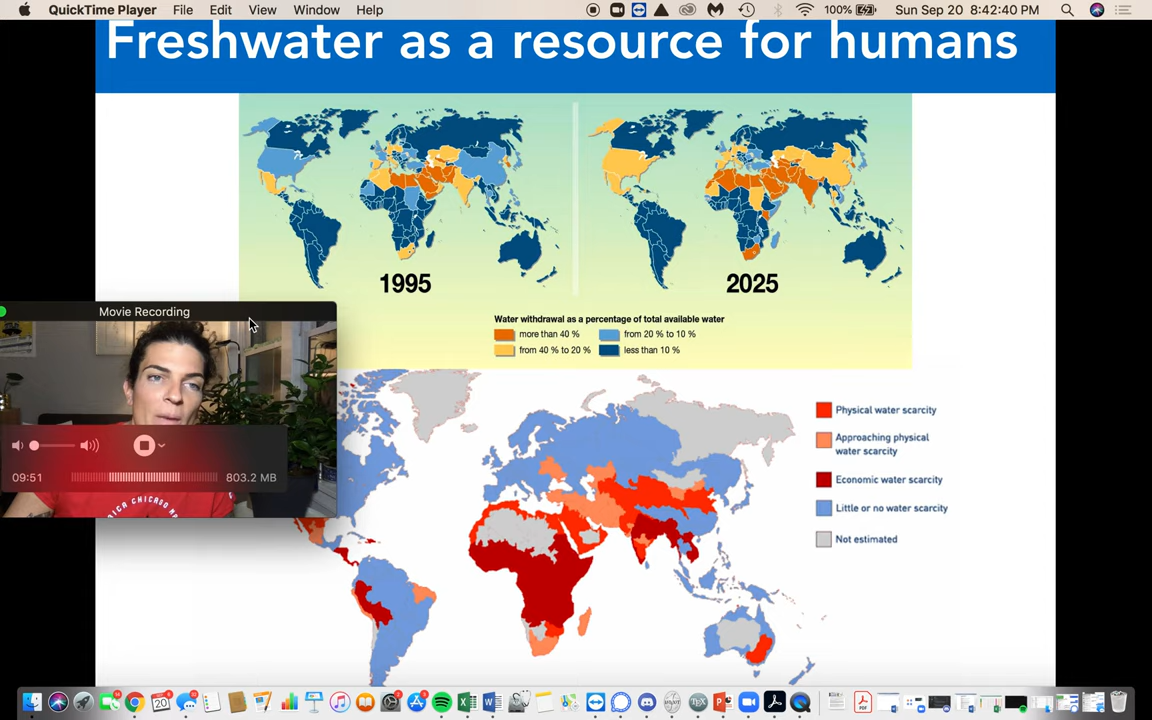 QuickTime Player File Edit View Window Help 100% Sun Sep 20 8:42:40 PM
Freshwater as a resource for humans
1995 2025
Water withdrawal as a percentage of total available water
more than 40 % from 20 % to 10 %
from 40 % to 20 % less than 10 %
Movie Recording
09:51 803.2 MB
Physical water scarcity
Approaching physical
water scarcity
Economic water scarcity
Little or no water scarcity
Not estimated